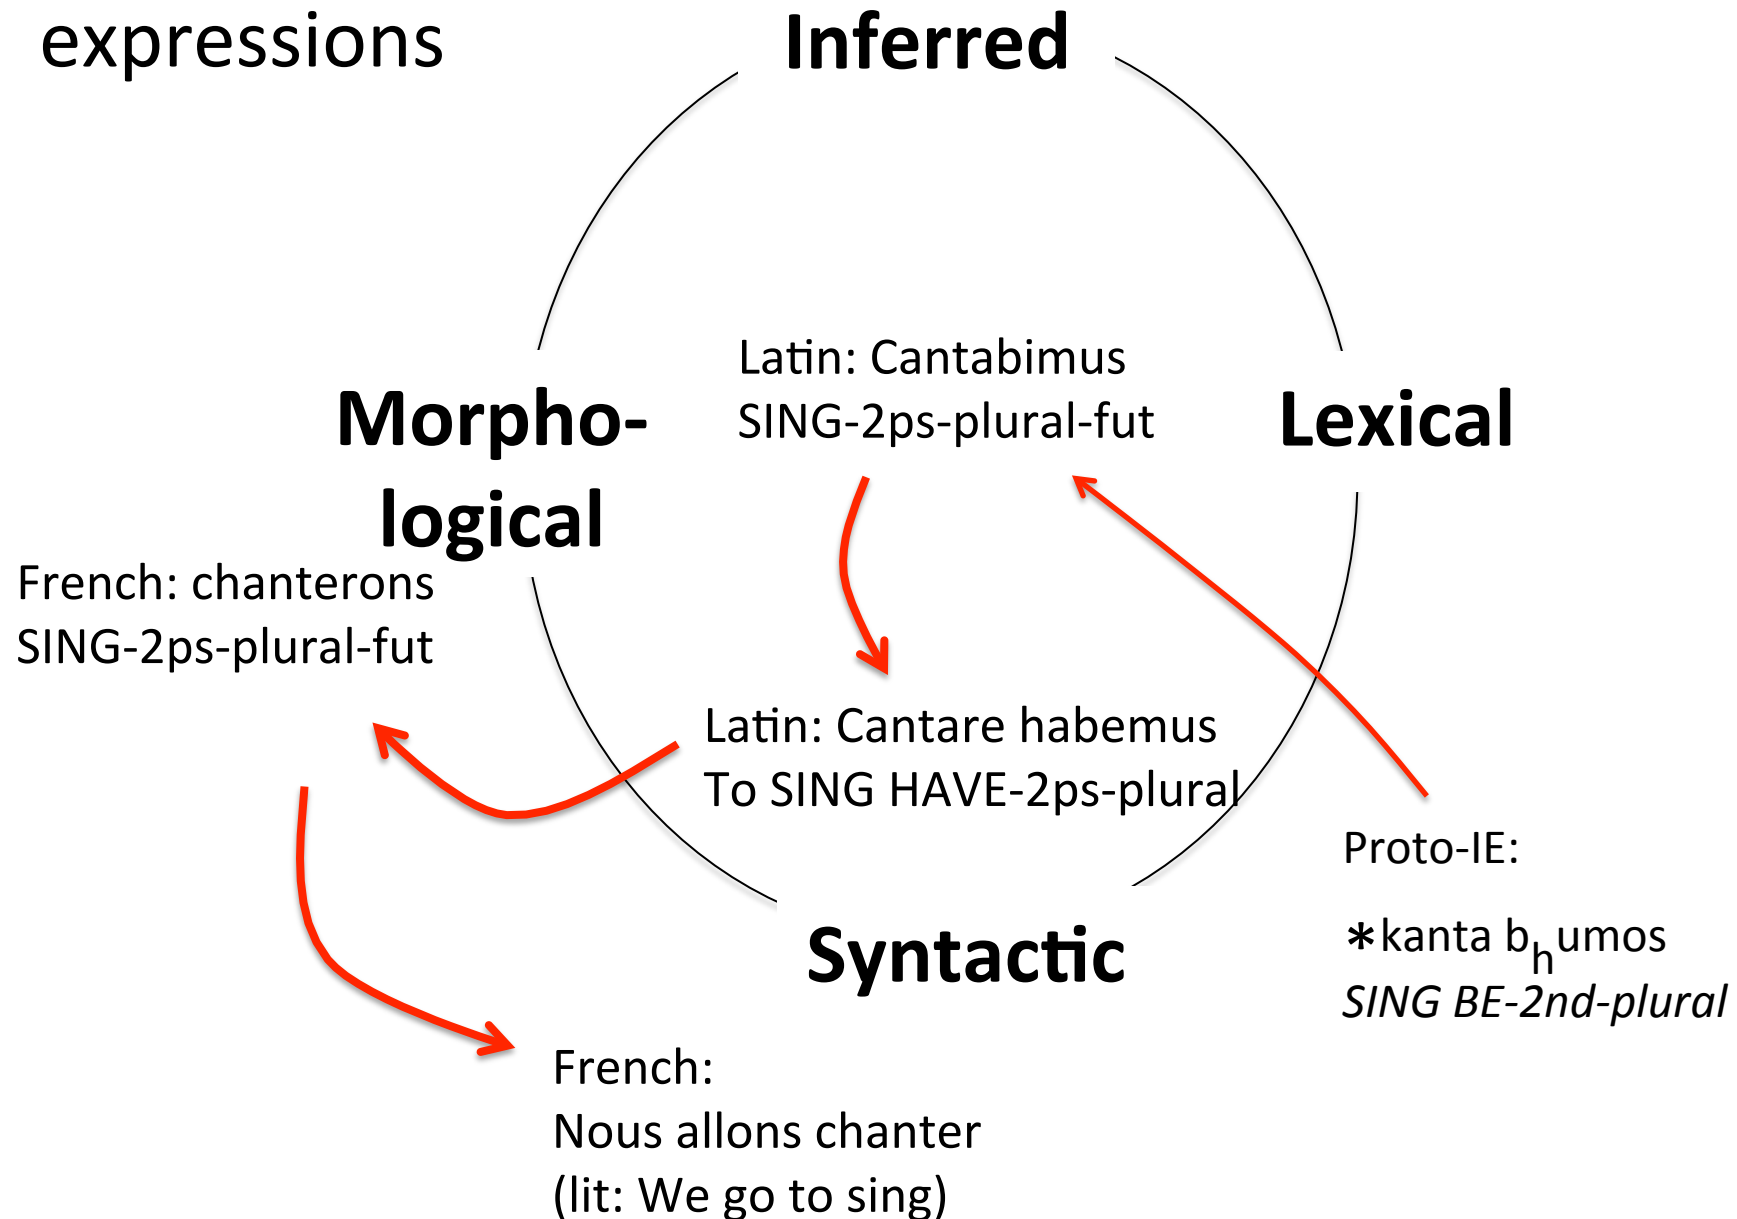 expressions
Inferred
Latin: Cantabimus
SING-2ps-plural-fut
Morpho-
logical
Lexical
French: chanterons
SING-2ps-plural-fut
Latin: Cantare habemus
To SING HAVE-2ps-plural
Proto-IE:
*kanta bhumos
SING BE-2nd-plural
Syntactic
French:
Nous allons chanter
(lit: We go to sing)